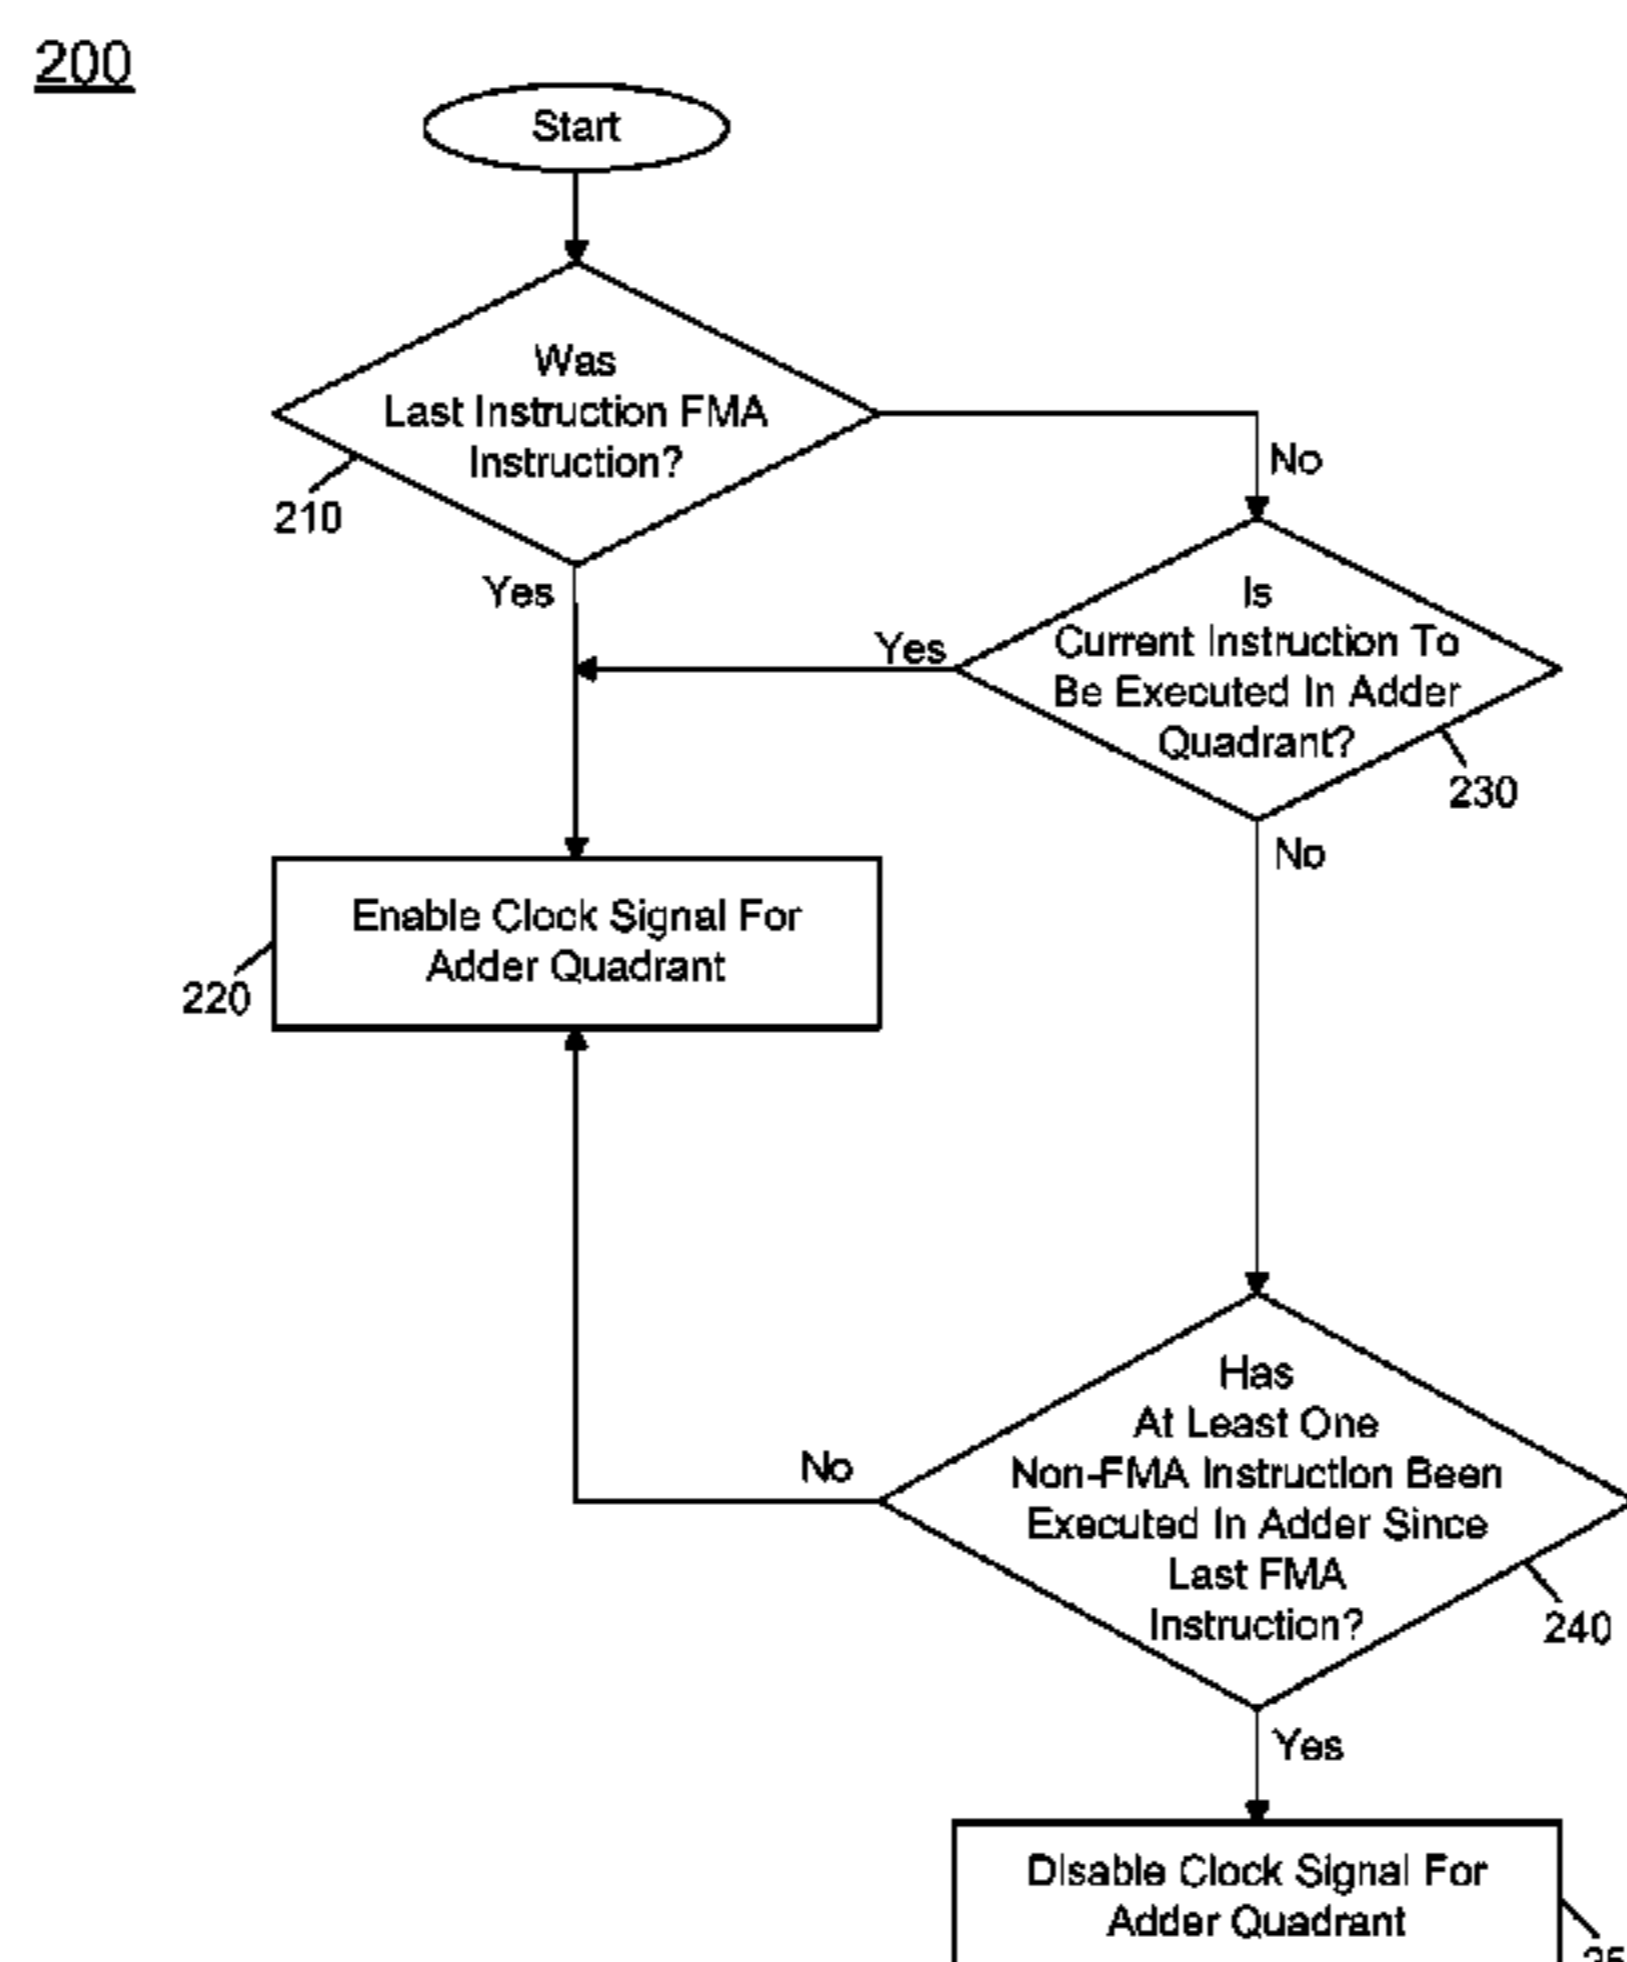 200
Start
Was
Last Instruction FMA
Instruction?
210
No
Yes
Is
Current Instruction To
Be Executed In Adder
Quadrant?
230
Yes
No
Enable Clock Signal For
Adder Quadrant
220
Has
At Least One
Non-FMA Instruction Been
Executed In Adder Since
Last FMA
Instruction?
240
No
Yes
Disable Clock Signal For
Adder Quadrant